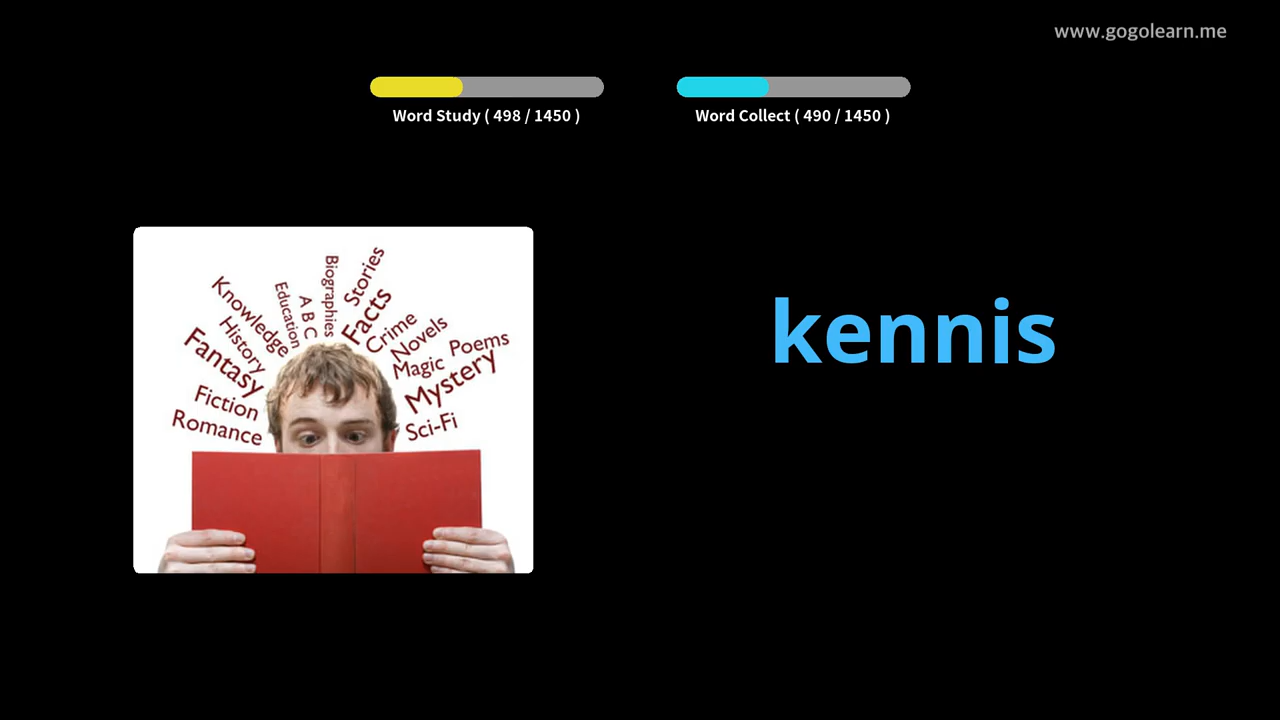 www.gogolearn.me
Word Study ( 498 / 1450 )
Word Collect ( 490 / 1450 )
kennis
Romance
Fiction
Fantasy
History
Knowledge
Education
A B C
Biographies
Stories
Facts
Crime
Novels
Magic
Poems
Mystery
Sci-Fi